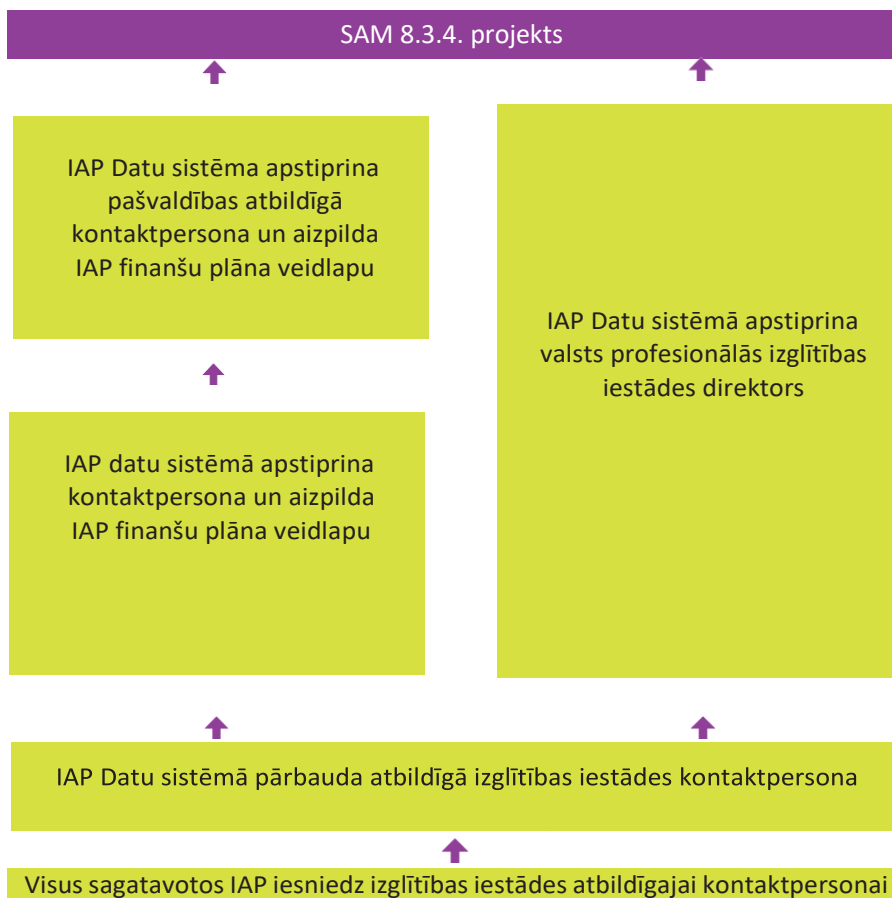 SAM 8.3.4. projekts
IAP Datu sistēma apstiprina
pašvaldības atbildīgā
kontaktpersona un aizpilda
IAP finanšu plāna veidlapu
IAP Datu sistēmā apstiprina
valsts profesionālās izglītības
iestādes direktors
IAP datu sistēmā apstiprina
kontaktpersona un aizpilda
IAP finanšu plāna veidlapu
IAP Datu sistēmā pārbauda atbildīgā izglītības iestādes kontaktpersona
Visus sagatavotos IAP iesniedz izglītības iestādes atbildīgajai kontaktpersonai